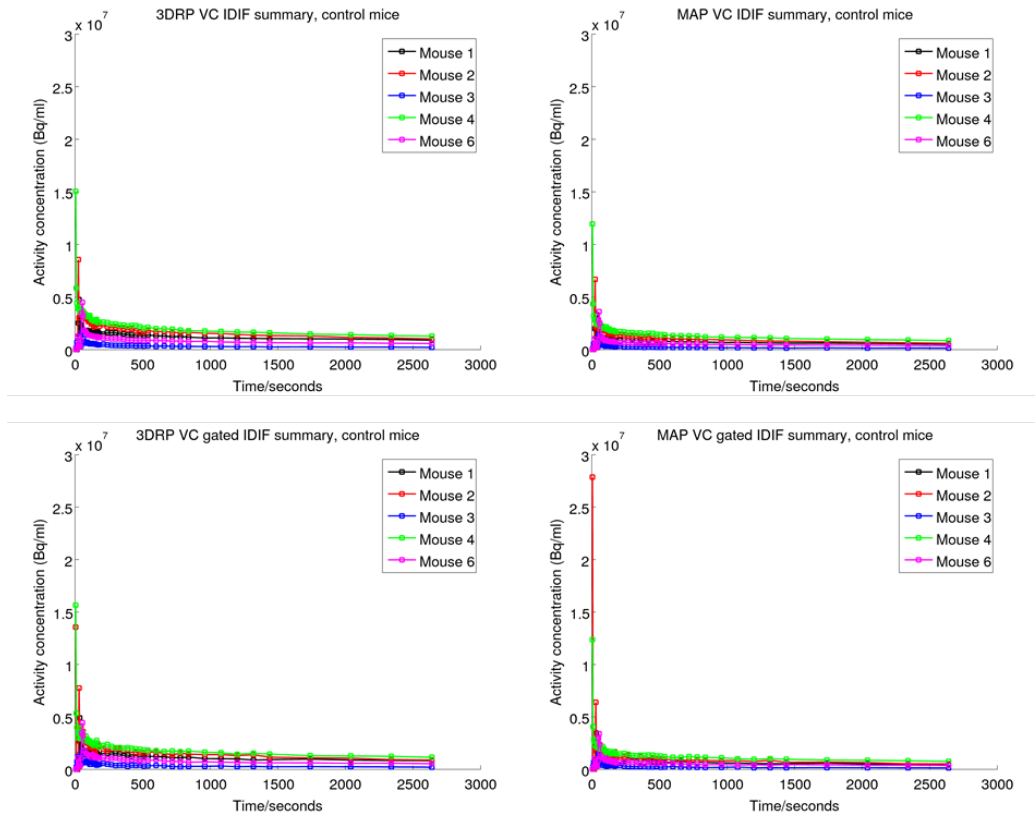 3DRP VC IDIF summary, control mice
x 10^7
3
2.5
2
1.5
1
0.5
0
Activity concentration (Bq/ml)
0 500 1000 1500 2000 2500 3000
Time/seconds
Mouse 1
Mouse 2
Mouse 3
Mouse 4
Mouse 6
MAP VC IDIF summary, control mice
x 10^7
3
2.5
2
1.5
1
0.5
0
Activity concentration (Bq/ml)
0 500 1000 1500 2000 2500 3000
Time/seconds
Mouse 1
Mouse 2
Mouse 3
Mouse 4
Mouse 6
3DRP VC gated IDIF summary, control mice
x 10^7
3
2.5
2
1.5
1
0.5
0
Activity concentration (Bq/ml)
0 500 1000 1500 2000 2500 3000
Time/seconds
Mouse 1
Mouse 2
Mouse 3
Mouse 4
Mouse 6
MAP VC gated IDIF summary, control mice
x 10^7
3
2.5
2
1.5
1
0.5
0
Activity concentration (Bq/ml)
0 500 1000 1500 2000 2500 3000
Time/seconds
Mouse 1
Mouse 2
Mouse 3
Mouse 4
Mouse 6